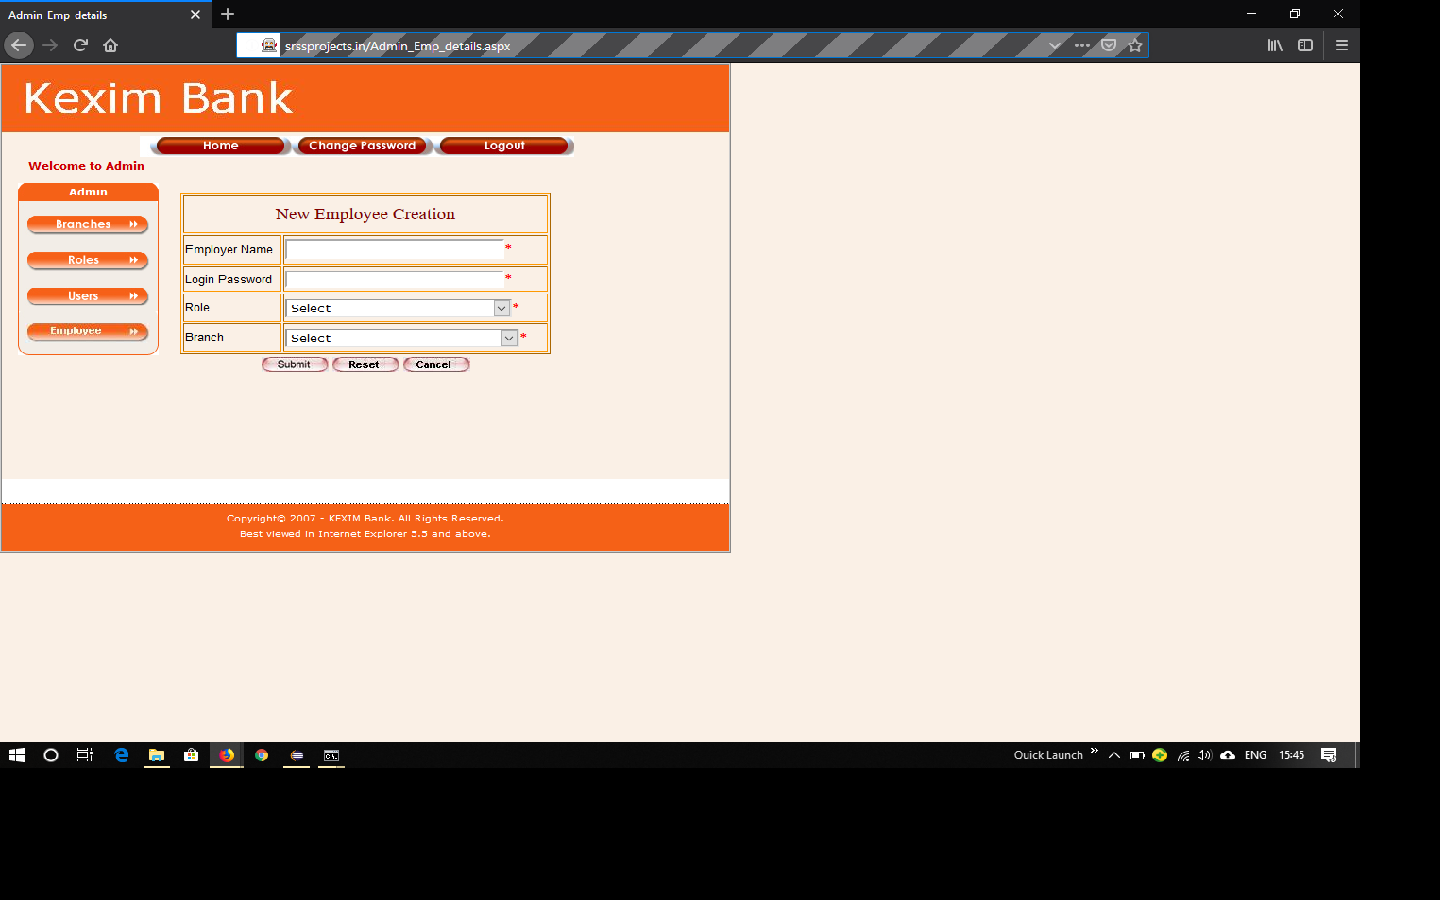 Admin Emp details
srssprojects.in/Admin_Emp_details.aspx
Kexim Bank
Home Change Password Logout
Welcome to Admin
Admin
Branches
Roles
Users
Employee
New Employee Creation
Employer Name *
Login Password *
Role Select *
Branch Select *
Submit Reset Cancel
Copyright© 2007 - KEXIM Bank. All Rights Reserved.
Best viewed in Internet Explorer 5.5 and above.
Quick Launch ENG 15:45